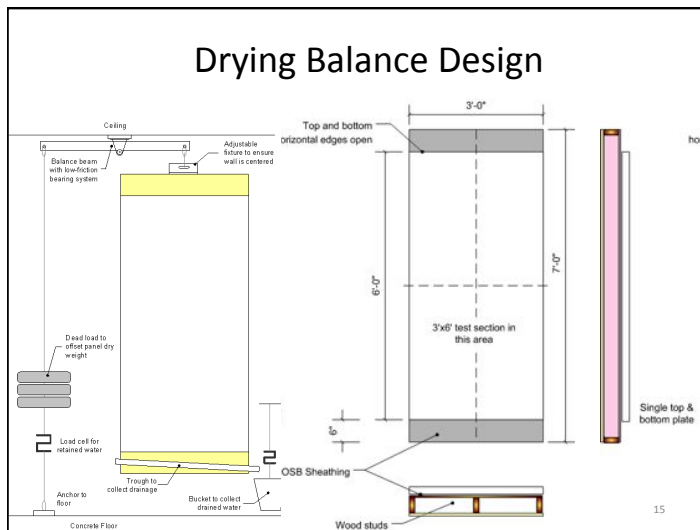 Drying Balance Design
Ceiling
Balance beam
with low-friction
bearing system
Adjustable
fixture to ensure
wall is centered
Dead load to
offset panel dry
weight
Load cell for
retained water
Anchor to
floor
Trough to
collect drainage
Bucket to collect
drained water
Concrete Floor
3'-0"
Top and bottom
orizontal edges open
6'-0"
7'-0"
3'x6' test section in
this area
6"
OSB Sheathing
Wood studs
Single top &
bottom plate
hor
15